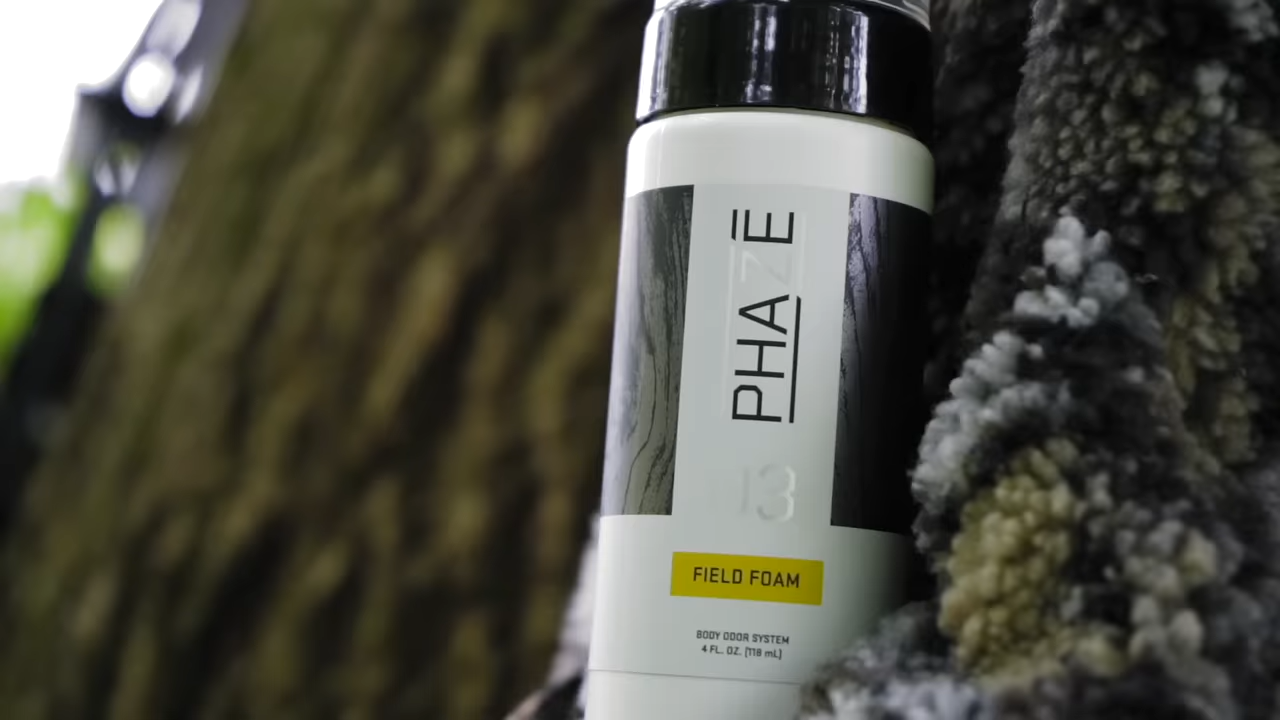 PHAZE
03
FIELD FOAM
BODY ODOR SYSTEM
4 FL. OZ. (118 mL)